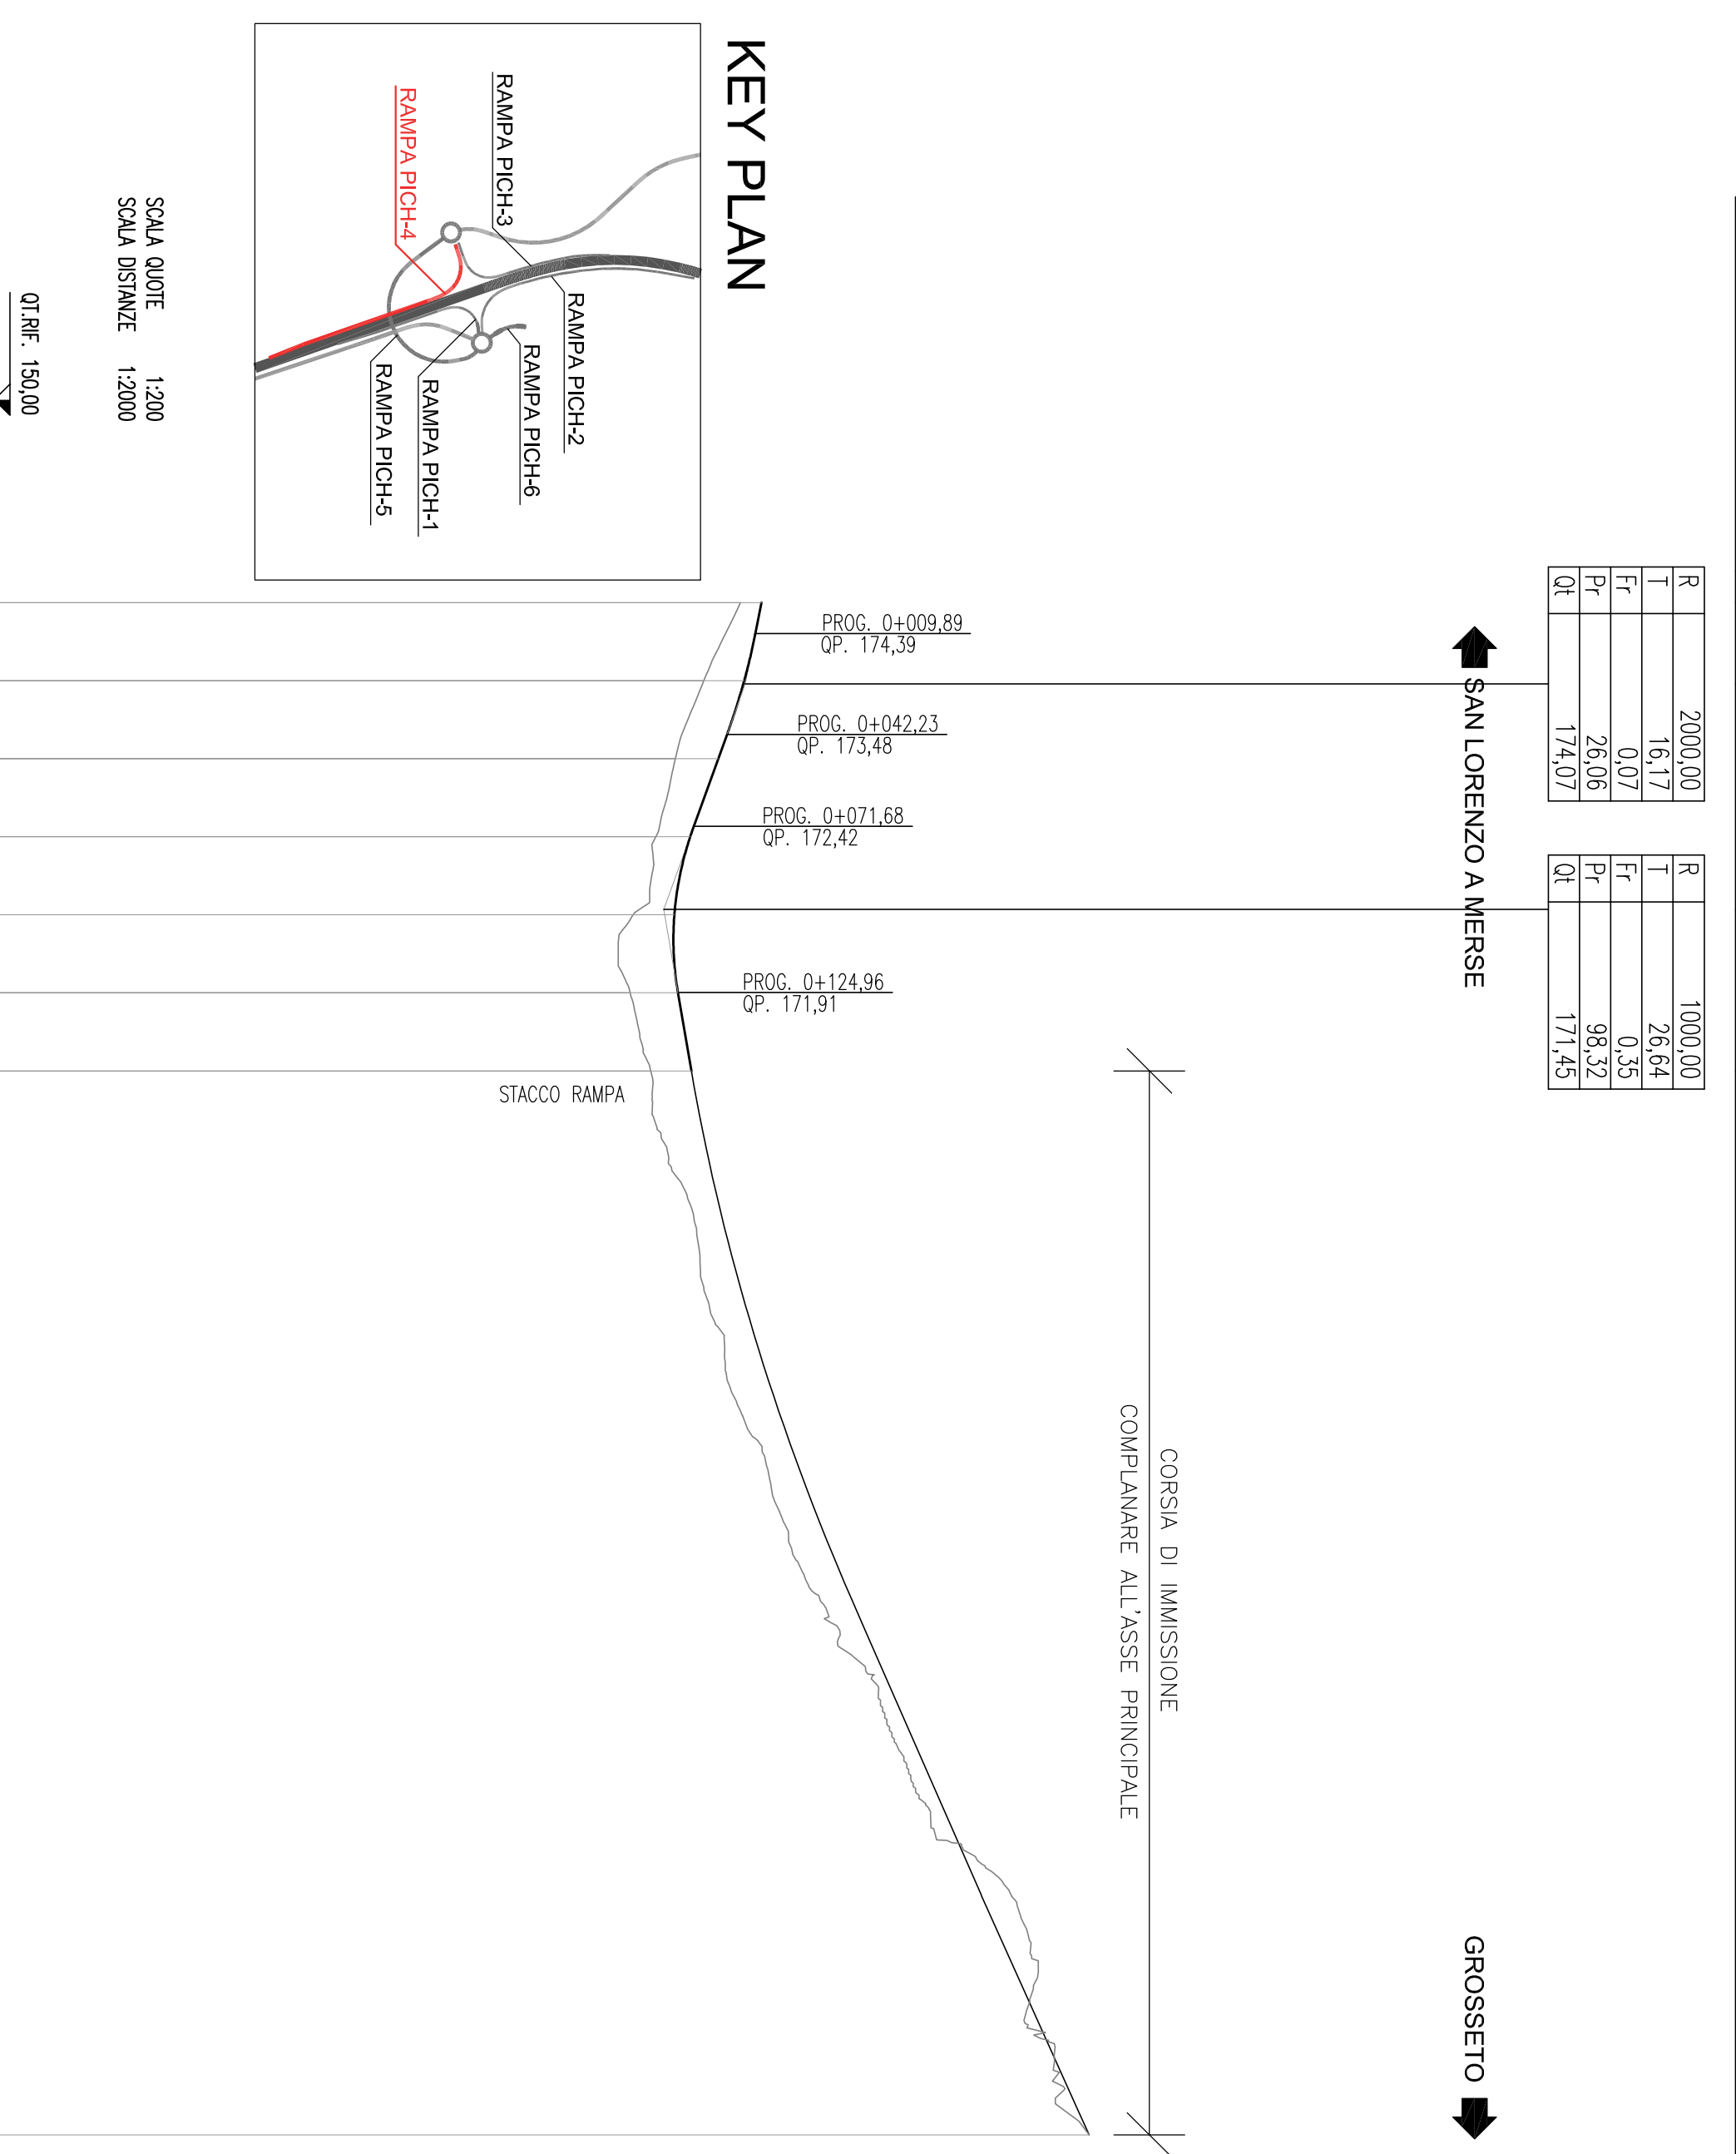 R 2000,00
T 16,17
Fr 0,07
Pr 26,06
Qt 174,07
R 1000,00
T 26,64
Fr 0,35
Pr 98,32
Qt 171,45
SAN LORENZO A MERSE
GROSSETO
CORSIA DI IMMISSIONE
COMPLANARE ALL'ASSE PRINCIPALE
PROG. 0+009,89
QP. 174,39
PROG. 0+042,23
QP. 173,48
PROG. 0+071,68
QP. 172,42
PROG. 0+124,96
QP. 171,91
STACCO RAMPA
KEY PLAN
RAMPA PICH-3
RAMPA PICH-4
RAMPA PICH-2
RAMPA PICH-6
RAMPA PICH-1
RAMPA PICH-5
SCALA QUOTE 1:200
SCALA DISTANZE 1:2000
QT.RIF. 150,00